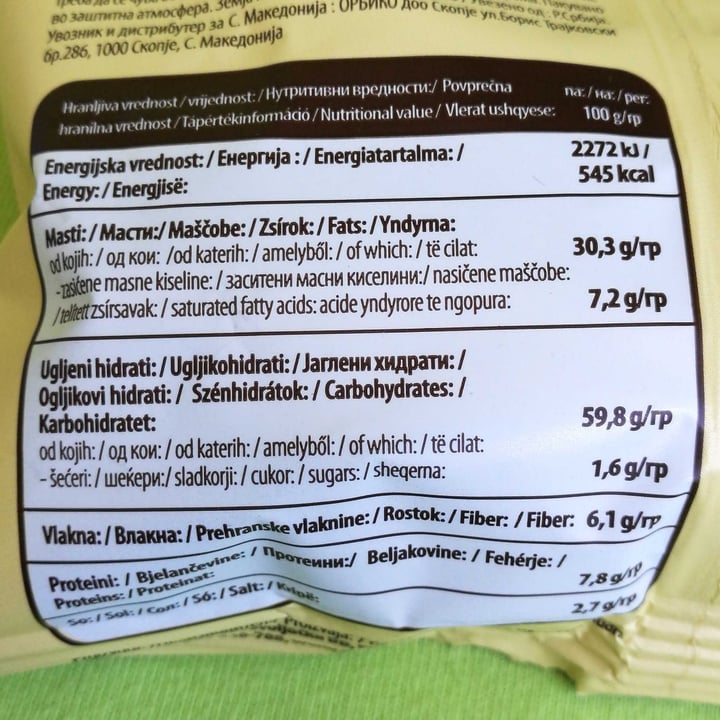 во заштитна атмосфера.
Увозник и дистрибутер за С. Македонија : ОРБИКО доо Скопје ул.Борис Трајковски
бр.286, 1000 Скопје, С. Македонија
Hranljiva vrednost / vrijednost: / Нутритивни вредности:/ Povprečna na: / на: / per:
hranilna vrednost / Tápértékinformáció / Nutritional value / Vlerat ushqyese: 100 g/гр
Energijska vrednost: / Енергија : / Energiatartalma: / 2272 kJ /
Energy: / Energjisë: 545 kcal
Masti: / Масти:/ Maščobe: / Zsírok: / Fats: / Yndyrna:
od kojih: / од кои: /od katerih: / amelyből: / of which: / të cilat: 30,3 g/гр
-zasićene masne kiseline: / заситени масни киселини:/ nasičene maščobe:
/ telített zsírsavak: / saturated fatty acids: acide yndyrore te ngopura: 7,2 g/гр
Ugljeni hidrati: / Ugljikohidrati: / Јаглени хидрати: /
Ogljikovi hidrati: / Szénhidrátok: / Carbohydrates: /
Karbohidratet: 59,8 g/гр
od kojih: / од кои: / od katerih: / amelyből: / of which: / të cilat:
- šećeri: / шеќери:/ sladkorji: / cukor: / sugars: / sheqerna: 1,6 g/гр
Vlakna: / Влакна: / Prehranske vlaknine: / Rostok: / Fiber: / Fiber: 6,1 g/гр
Proteini: / Bjelančevine: / Протеини:/ Beljakovine: / Fehérje: /
Proteins: / Proteinat: 7,8 g/гр
So: / Sol: / Сол: / Só: / Salt: / Kripë: 2,7 g/гр